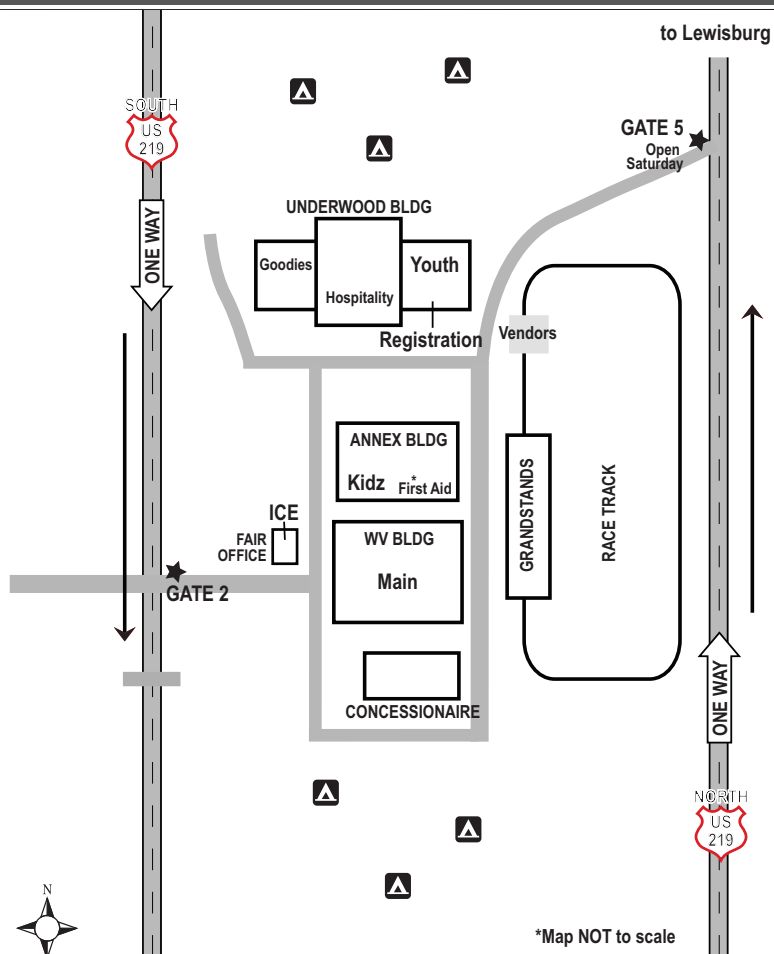 to Lewisburg
SOUTH
US
219
GATE 5
Open
Saturday
ONE WAY
UNDERWOOD BLDG
Goodies
Hospitality
Youth
Registration
Vendors
ANNEX BLDG
Kidz
*
First Aid
GRANDSTANDS
RACE TRACK
ICE
FAIR
OFFICE
WV BLDG
Main
GATE 2
ONE WAY
CONCESSIONAIRE
NORTH
US
219
N
*Map NOT to scale